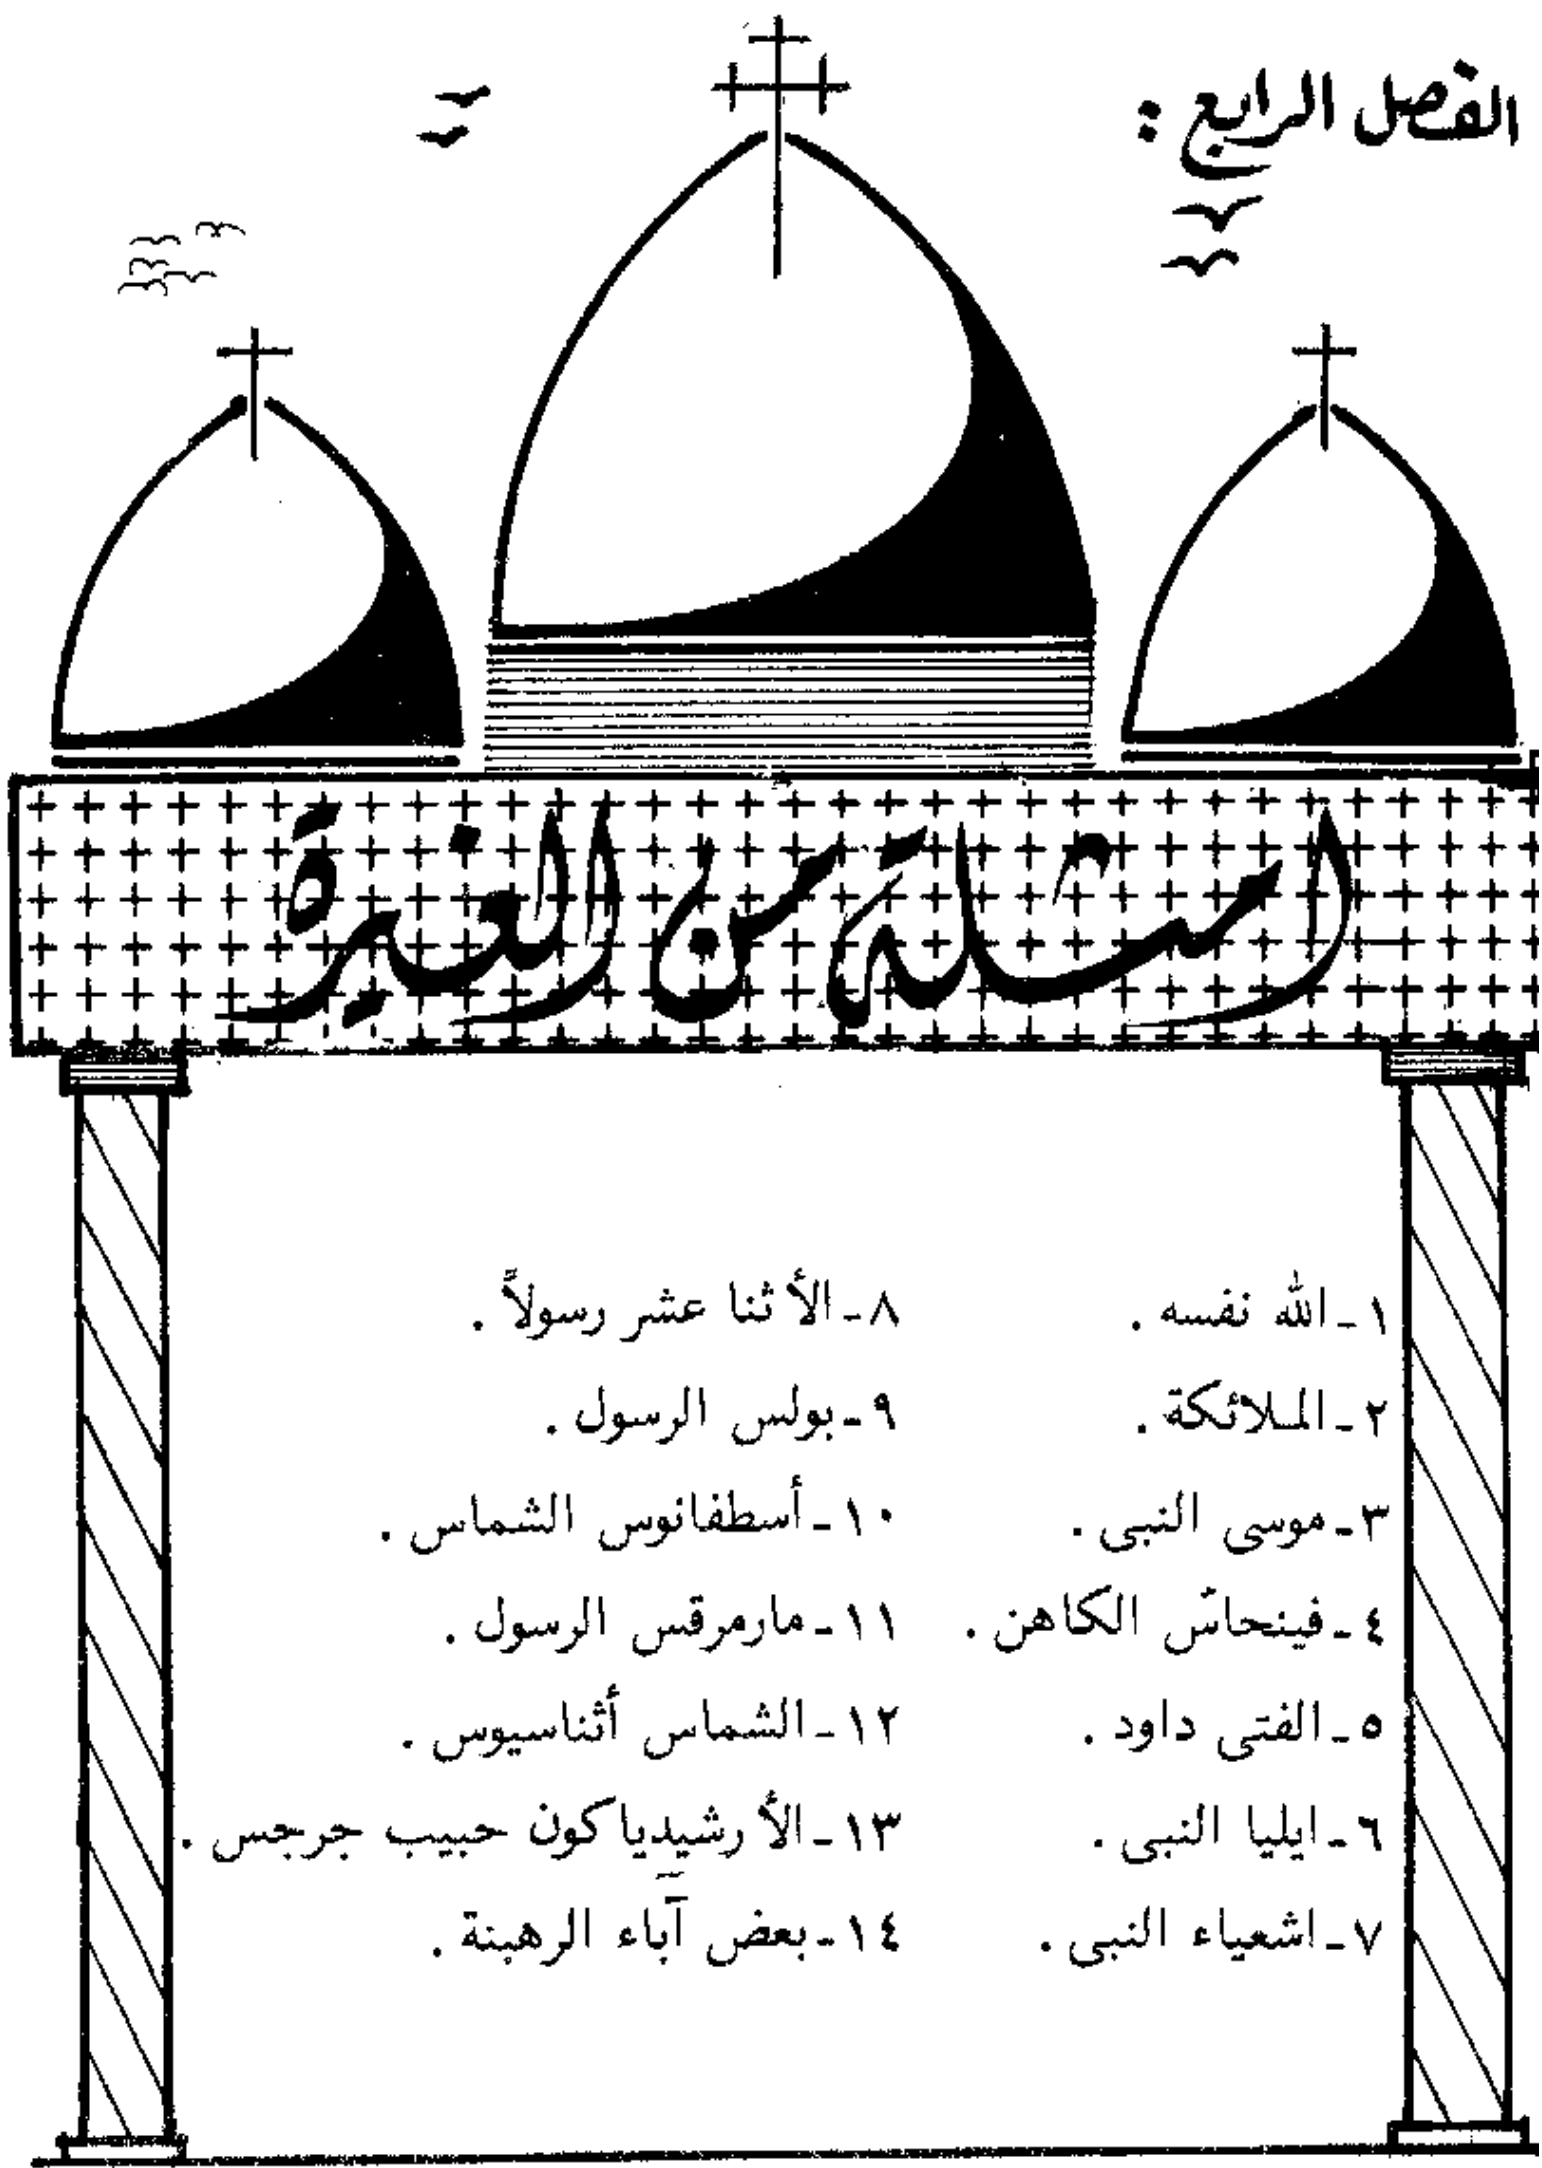 الفصل الرابع :
امثلة من الغيرة
١ - الله نفسه .
٢ - الملائكة .
٣ - موسى النبى .
٤ - فينحاس الكاهن .
٥ - الفتى داود .
٦ - ايليا النبى .
٧ - اشعياء النبى .
٨ - الأثنا عشر رسولاً .
٩ - بولس الرسول .
١٠ - أسطفانوس الشماس .
١١ - مارمرقس الرسول .
١٢ - الشماس أثناسيوس .
١٣ - الأرشيدياكون حبيب جرجس .
١٤ - بعض آباء الرهبنة .